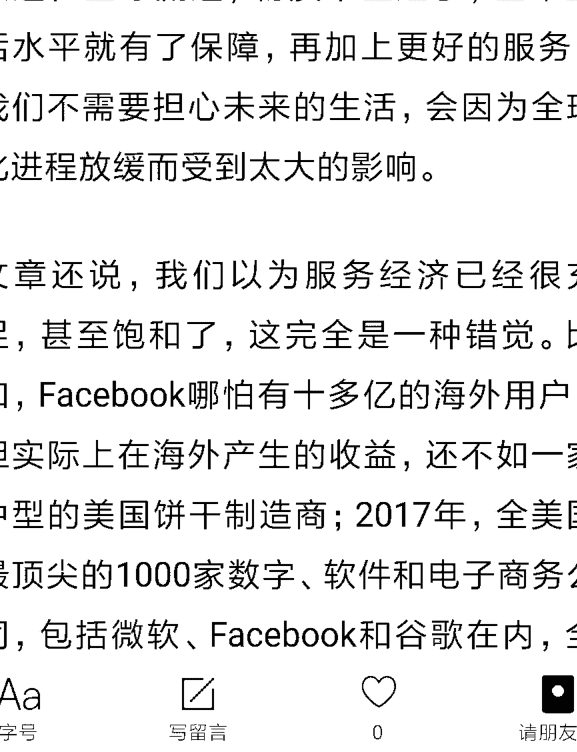 活水平就有了保障，再加上更好的服务
我们不需要担心未来的生活，会因为全球
化进程放缓而受到太大的影响。
文章还说，我们以为服务经济已经很充
足，甚至饱和了，这完全是一种错觉。比
如，Facebook哪怕有十多亿的海外用户
但实际上在海外产生的收益，还不如一家
中型的美国饼干制造商；2017年，全美国
最顶尖的1000家数字、软件和电子商务公
司，包括微软、Facebook和谷歌在内，全
Aa
字号
写留言
0
请朋友